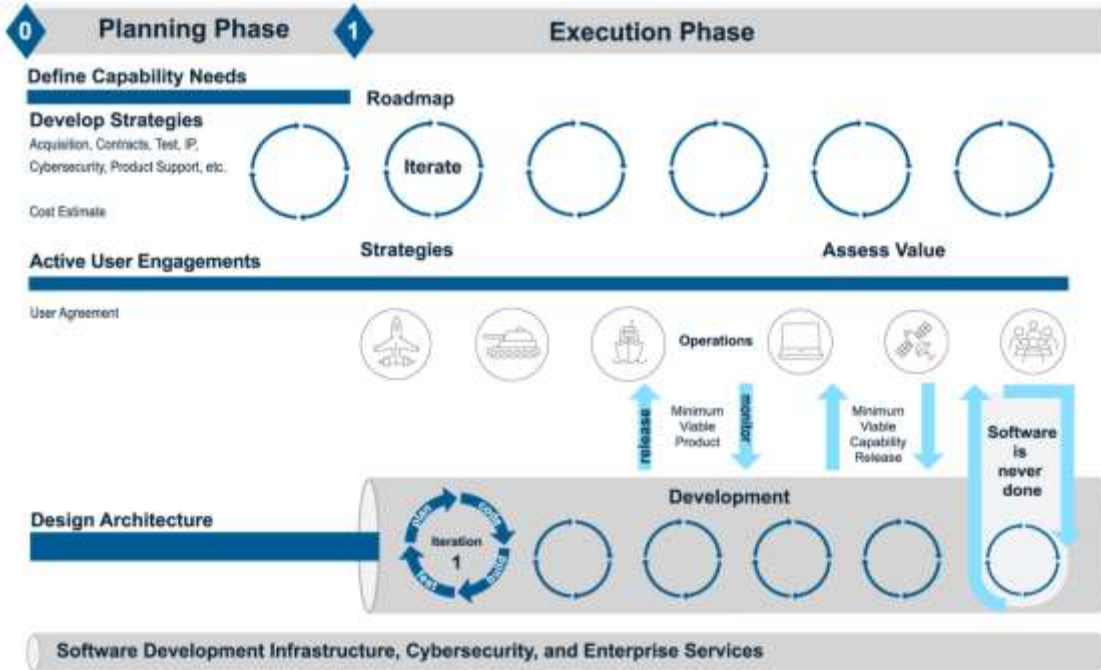 0
Planning Phase
1
Execution Phase
Define Capability Needs
Roadmap
Develop Strategies
Acquisition, Contracts, Test, IP,
Cybersecurity, Product Support, etc.
Iterate
Cost Estimate
Strategies
Assess Value
Active User Engagements
User Agreement
Operations
release
Minimum
Viable
Product
monitor
Minimum
Viable
Capability
Release
Software
is
never
done
Development
Design Architecture
plan
code
build
test
Iteration
1
Software Development Infrastructure, Cybersecurity, and Enterprise Services